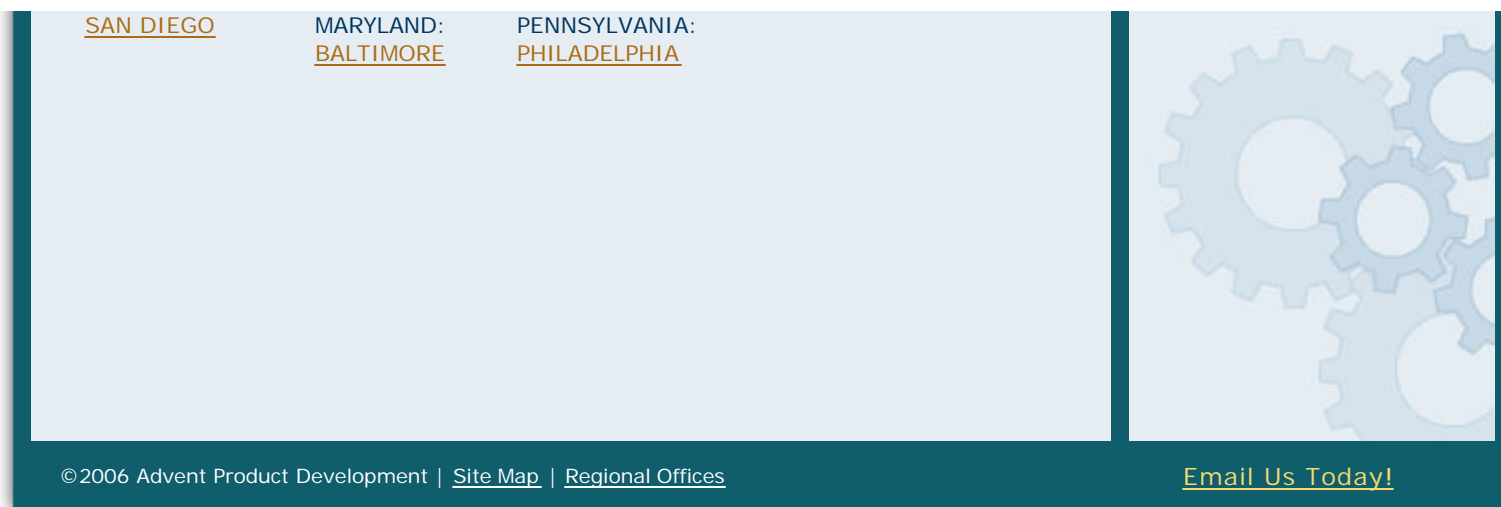 SAN DIEGO MARYLAND: PENNSYLVANIA:
BALTIMORE PHILADELPHIA
©2006 Advent Product Development | Site Map | Regional Offices Email Us Today!